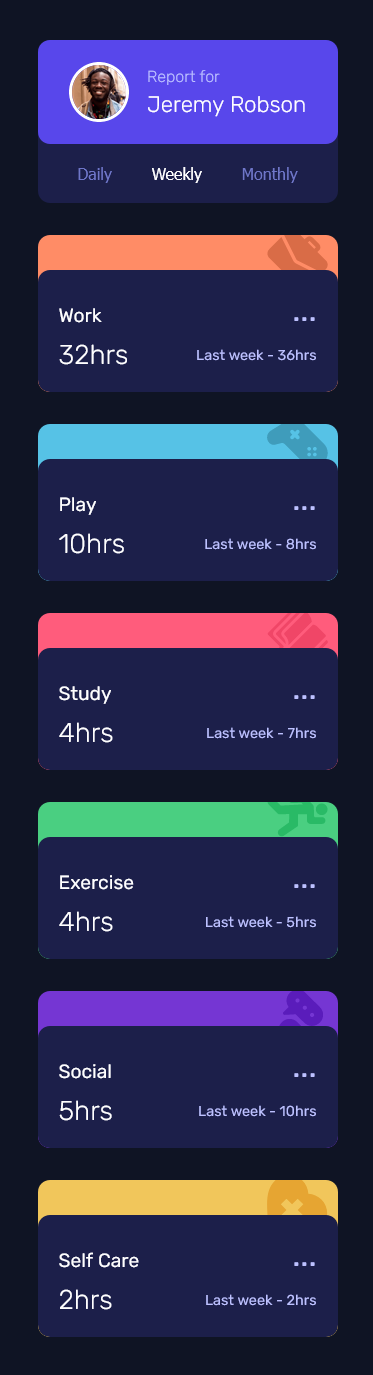 Report for
Jeremy Robson
Daily Weekly Monthly
Work ...
32hrs Last week - 36hrs
Play ...
10hrs Last week - 8hrs
Study ...
4hrs Last week - 7hrs
Exercise ...
4hrs Last week - 5hrs
Social ...
5hrs Last week - 10hrs
Self Care ...
2hrs Last week - 2hrs